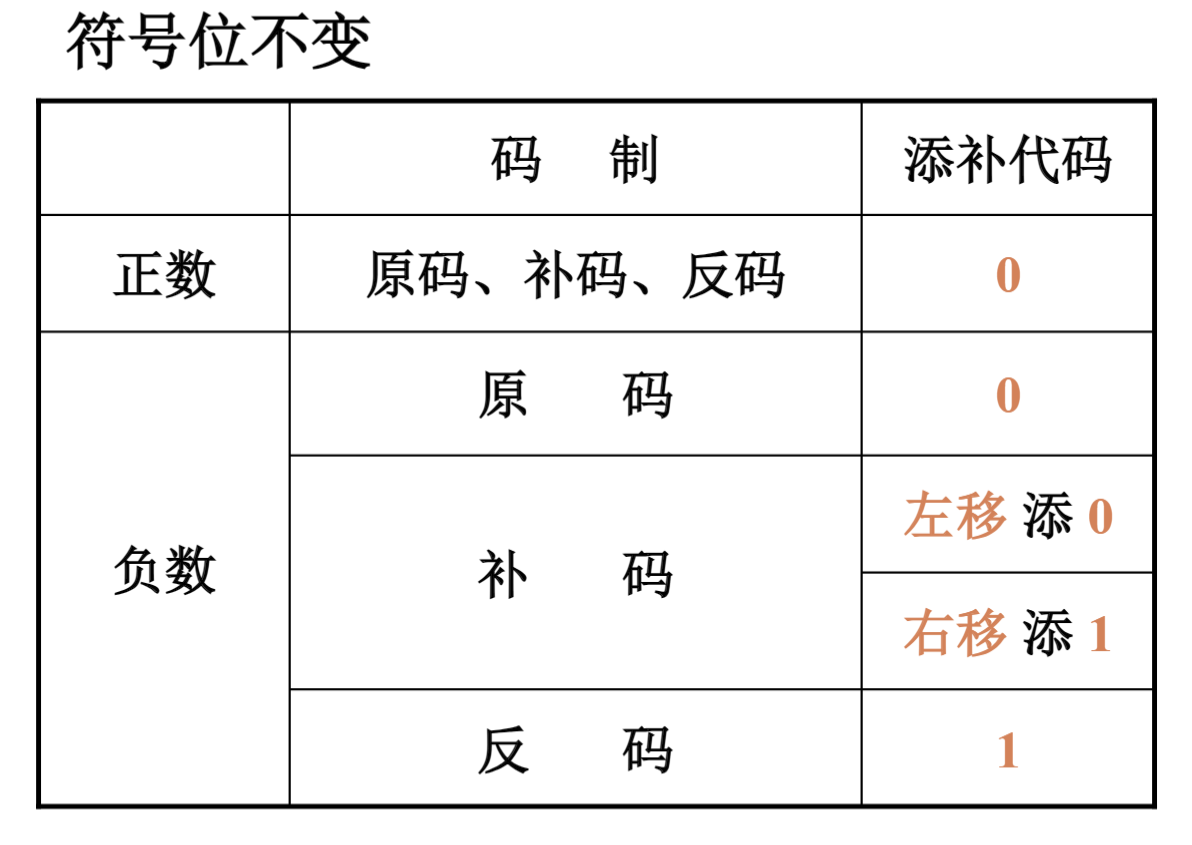 符号位不变
码 制 添补代码
正数 原码、补码、反码 0
负数 原 码 0
补 码 左移 添 0
右移 添 1
反 码 1